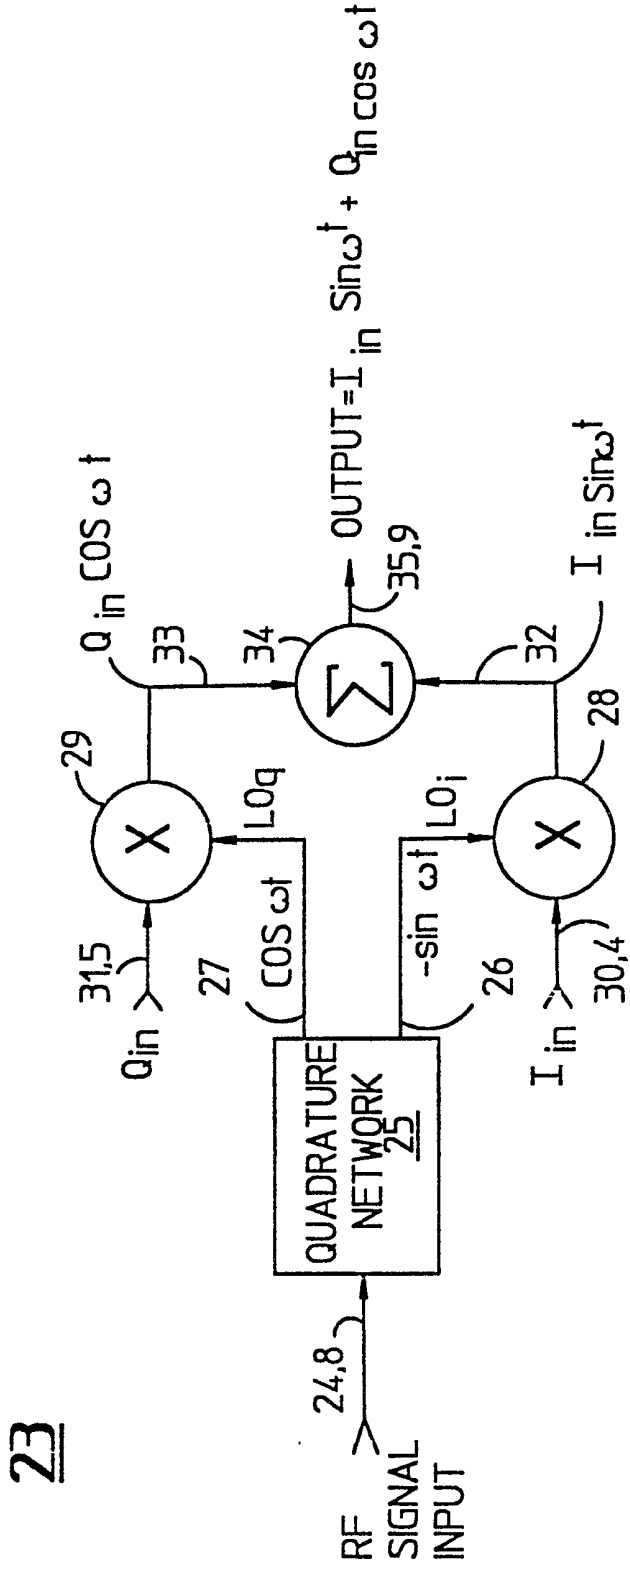 23
RF
SIGNAL
INPUT
24,8
QUADRATURE
NETWORK
25
27
COS ωt
LOq
26
-sin ωt
LOi
Qin
31,5
X
29
Qin COS ωt
33
34
Σ
35,9
OUTPUT=Iin Sinωt + Qin cos ωt
Iin
30,4
X
28
32
Iin Sinωt